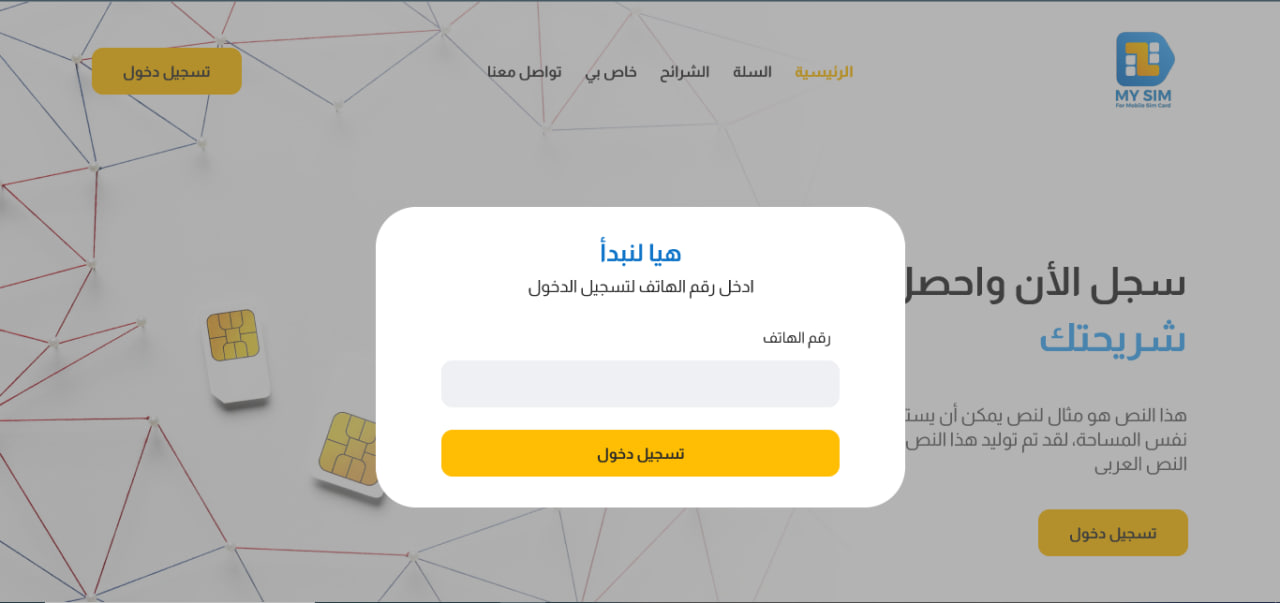 MY SIM
For Mobile Sim Card
الرئيسية السلة الشرائح خاص بي تواصل معنا
تسجيل دخول
هيا لنبدأ
ادخل رقم الهاتف لتسجيل الدخول
رقم الهاتف
تسجيل دخول
سجل الأن واحصل
شريحتك
هذا النص هو مثال لنص يمكن أن
نفس المساحة، لقد تم توليد هذا النص
النص العربى
تسجيل دخول